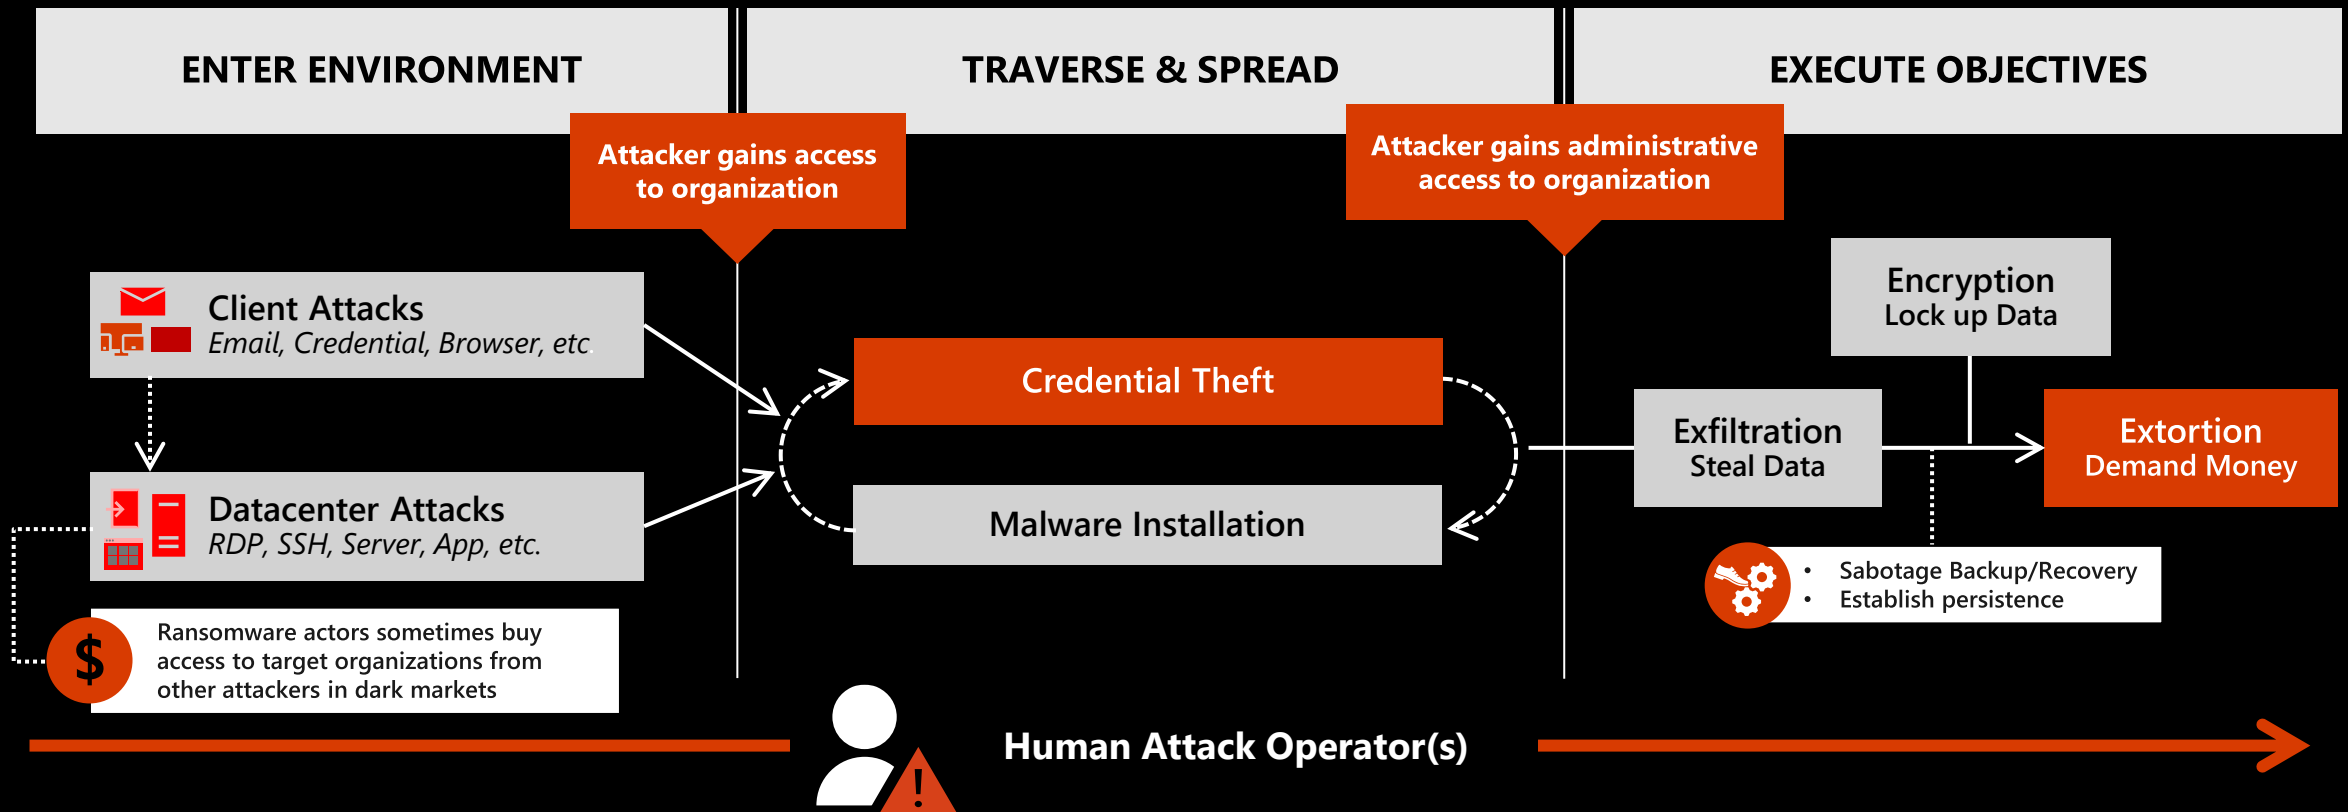 ENTER ENVIRONMENT
TRAVERSE & SPREAD
EXECUTE OBJECTIVES
Attacker gains access
to organization
Attacker gains administrative
access to organization
Client Attacks
Email, Credential, Browser, etc.
Datacenter Attacks
RDP, SSH, Server, App, etc.
$
Ransomware actors sometimes buy
access to target organizations from
other attackers in dark markets
Credential Theft
Malware Installation
Encryption
Lock up Data
Exfiltration
Steal Data
Extortion
Demand Money
• Sabotage Backup/Recovery
• Establish persistence
!
Human Attack Operator(s)